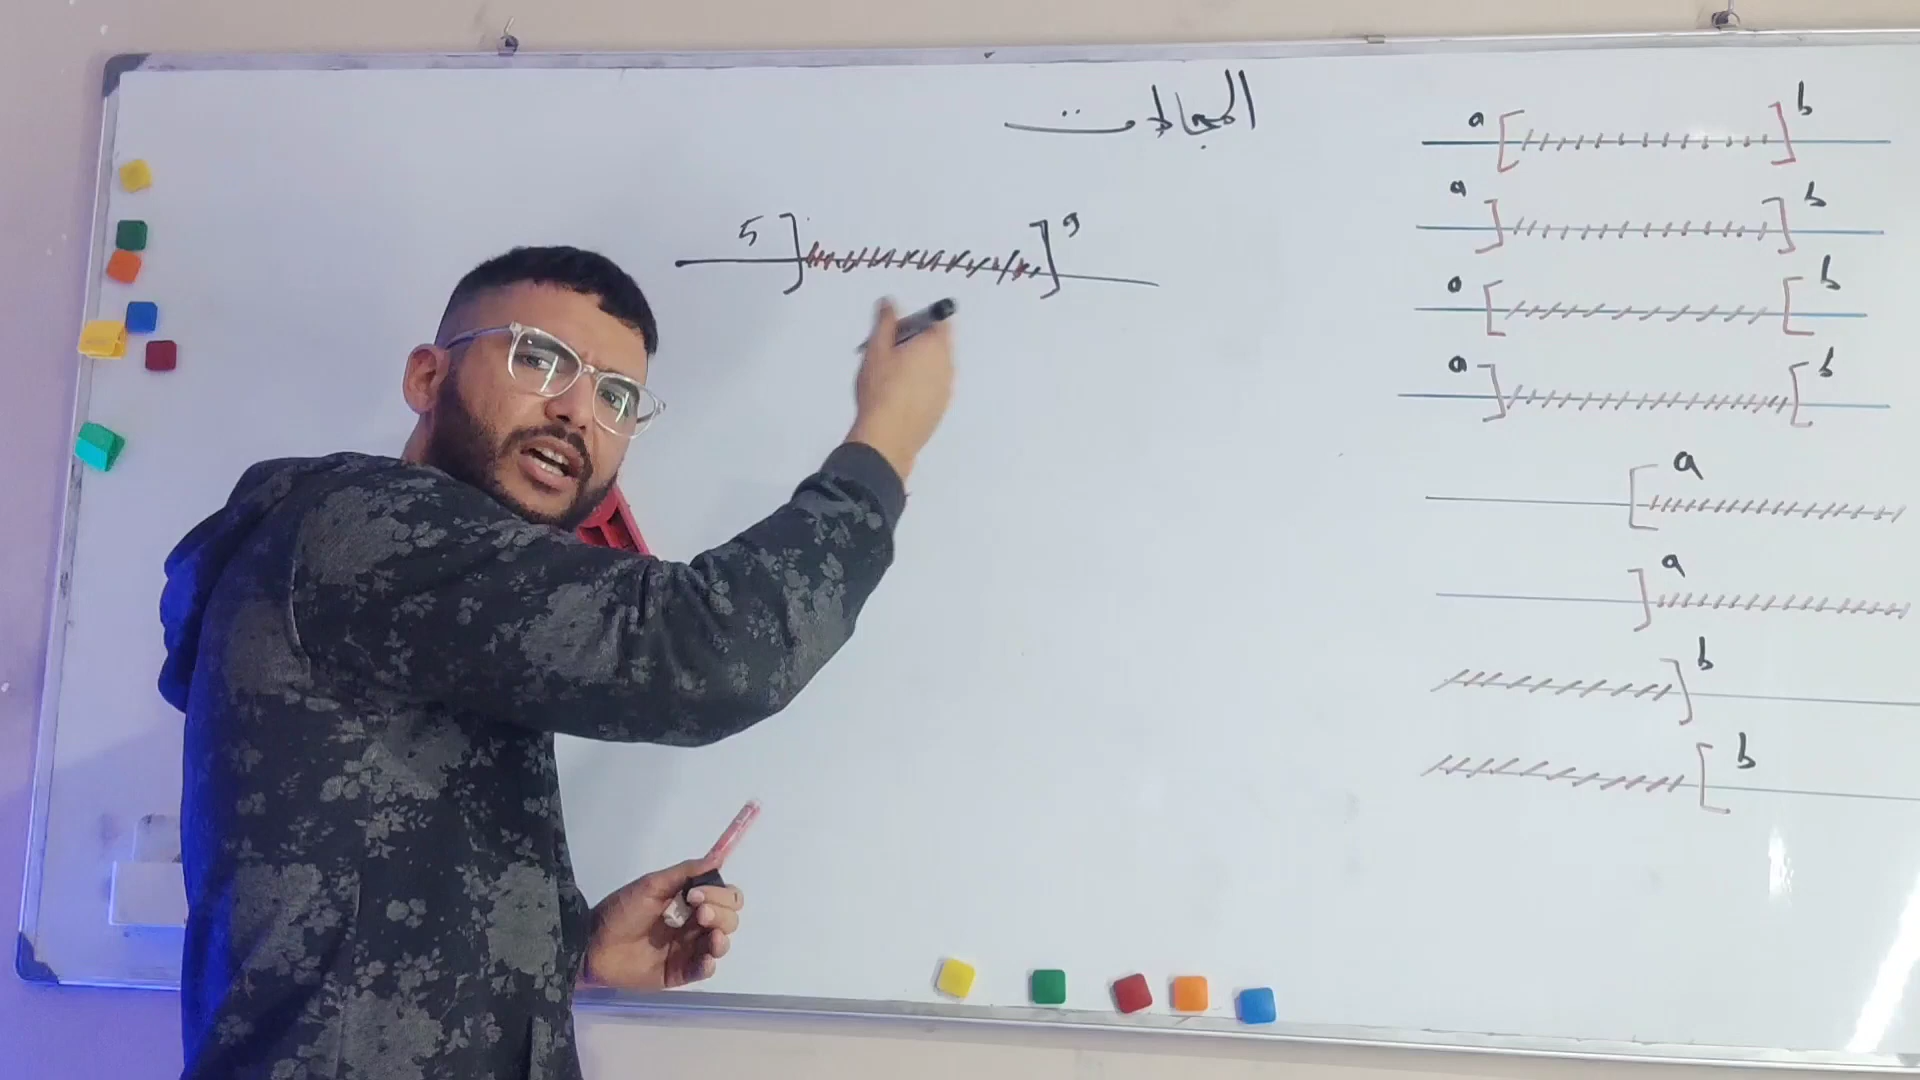 المجالات
5 ] ] 9
a [ ] b
a ] ] b
a [ [ b
a ] [ b
[ a
] a
] b
[ b